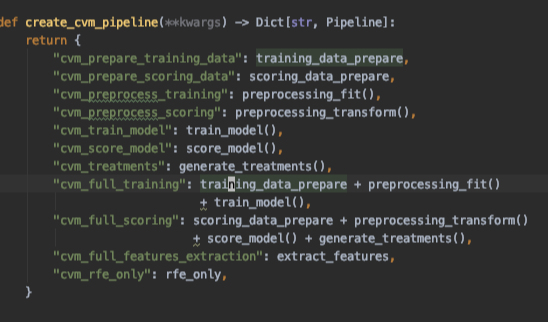 def create_cvm_pipeline(**kwargs) -> Dict[str, Pipeline]:
    return {
        "cvm_prepare_training_data": training_data_prepare,
        "cvm_prepare_scoring_data": scoring_data_prepare,
        "cvm_preprocess_training": preprocessing_fit(),
        "cvm_preprocess_scoring": preprocessing_transform(),
        "cvm_train_model": train_model(),
        "cvm_score_model": score_model(),
        "cvm_treatments": generate_treatments(),
        "cvm_full_training": training_data_prepare + preprocessing_fit()
                             + train_model(),
        "cvm_full_scoring": scoring_data_prepare + preprocessing_transform()
                            + score_model() + generate_treatments(),
        "cvm_full_features_extraction": extract_features,
        "cvm_rfe_only": rfe_only,
    }